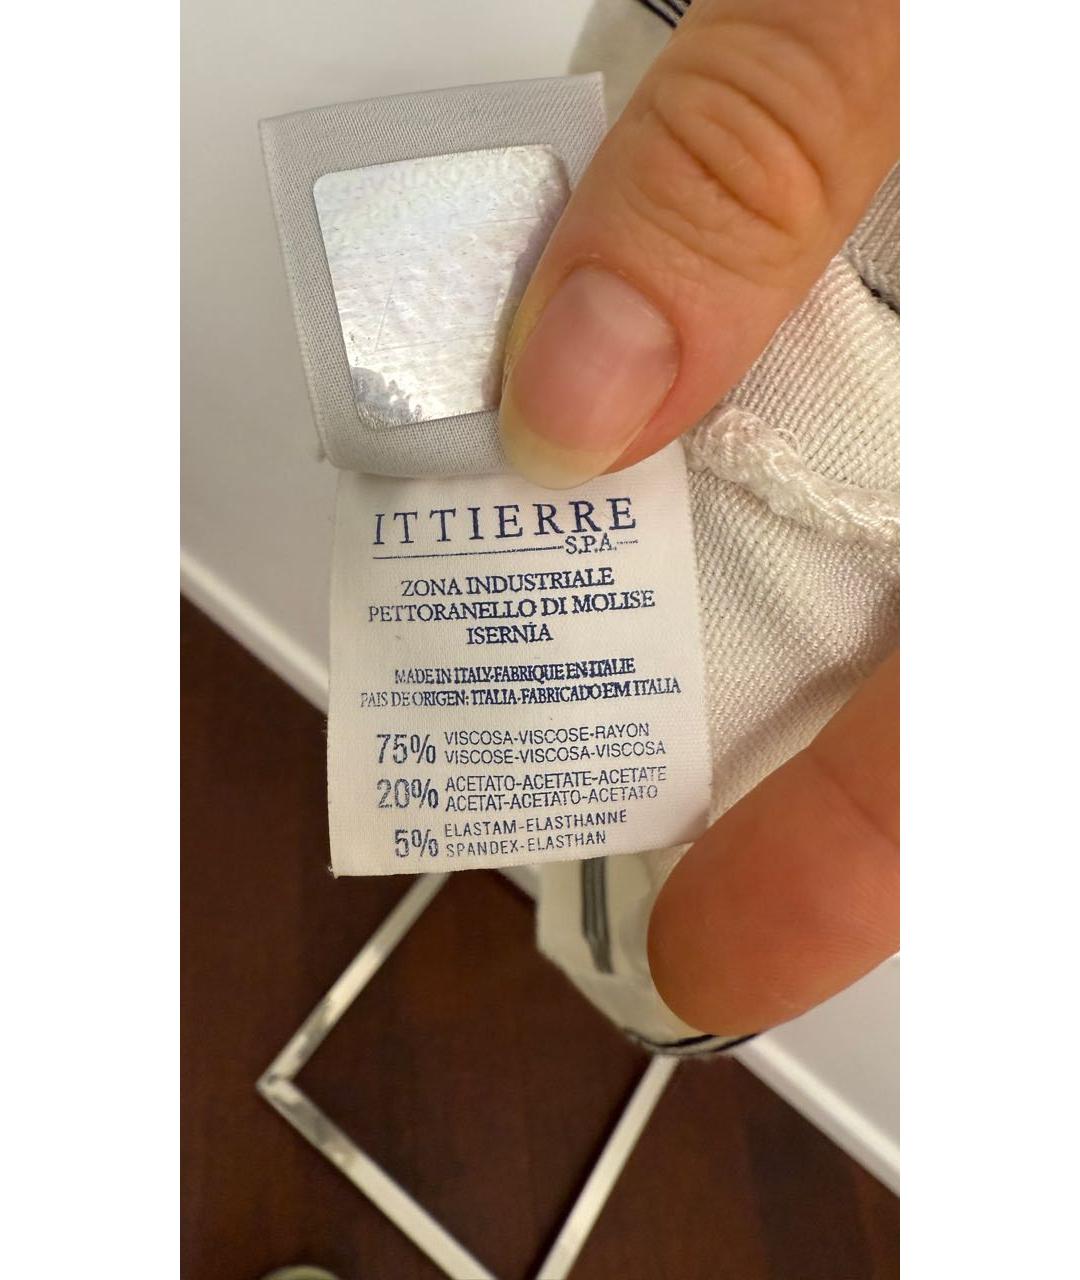 ITTIERRE
S.P.A.
ZONA INDUSTRIALE
PETTORANELLO DI MOLISE
ISERNIA
MADE IN ITALY-FABRIQUE EN ITALIE
PAIS DE ORIGEN: ITALIA-FABRICADO EM ITALIA
75% VISCOSA-VISCOSE-RAYON
VISCOSE-VISCOSA-VISCOSA
20% ACETATO-ACETATE-ACETATE
ACETAT-ACETATO-ACETATO
5% ELASTAM-ELASTHANNE
SPANDEX-ELASTHAN